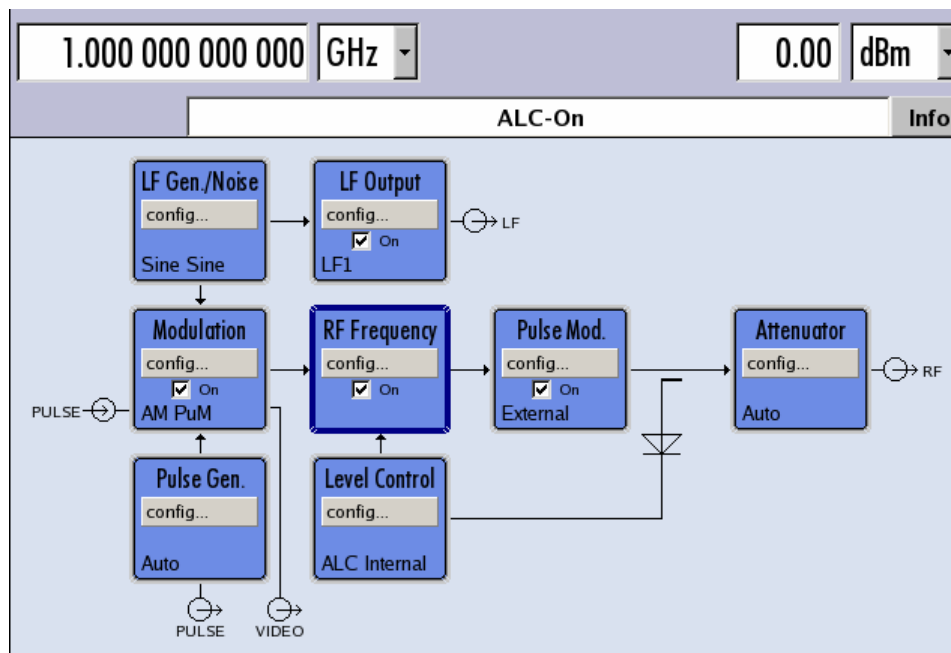 1.000 000 000 000 GHz 0.00 dBm
ALC-On Info
LF Gen./Noise LF Output
config... config...
On LF
Sine Sine LF1
Modulation RF Frequency Pulse Mod. Attenuator
config... config... config... config...
On On On RF
PULSE AM PuM External Auto
Pulse Gen. Level Control
config... config...
Auto ALC Internal
PULSE VIDEO